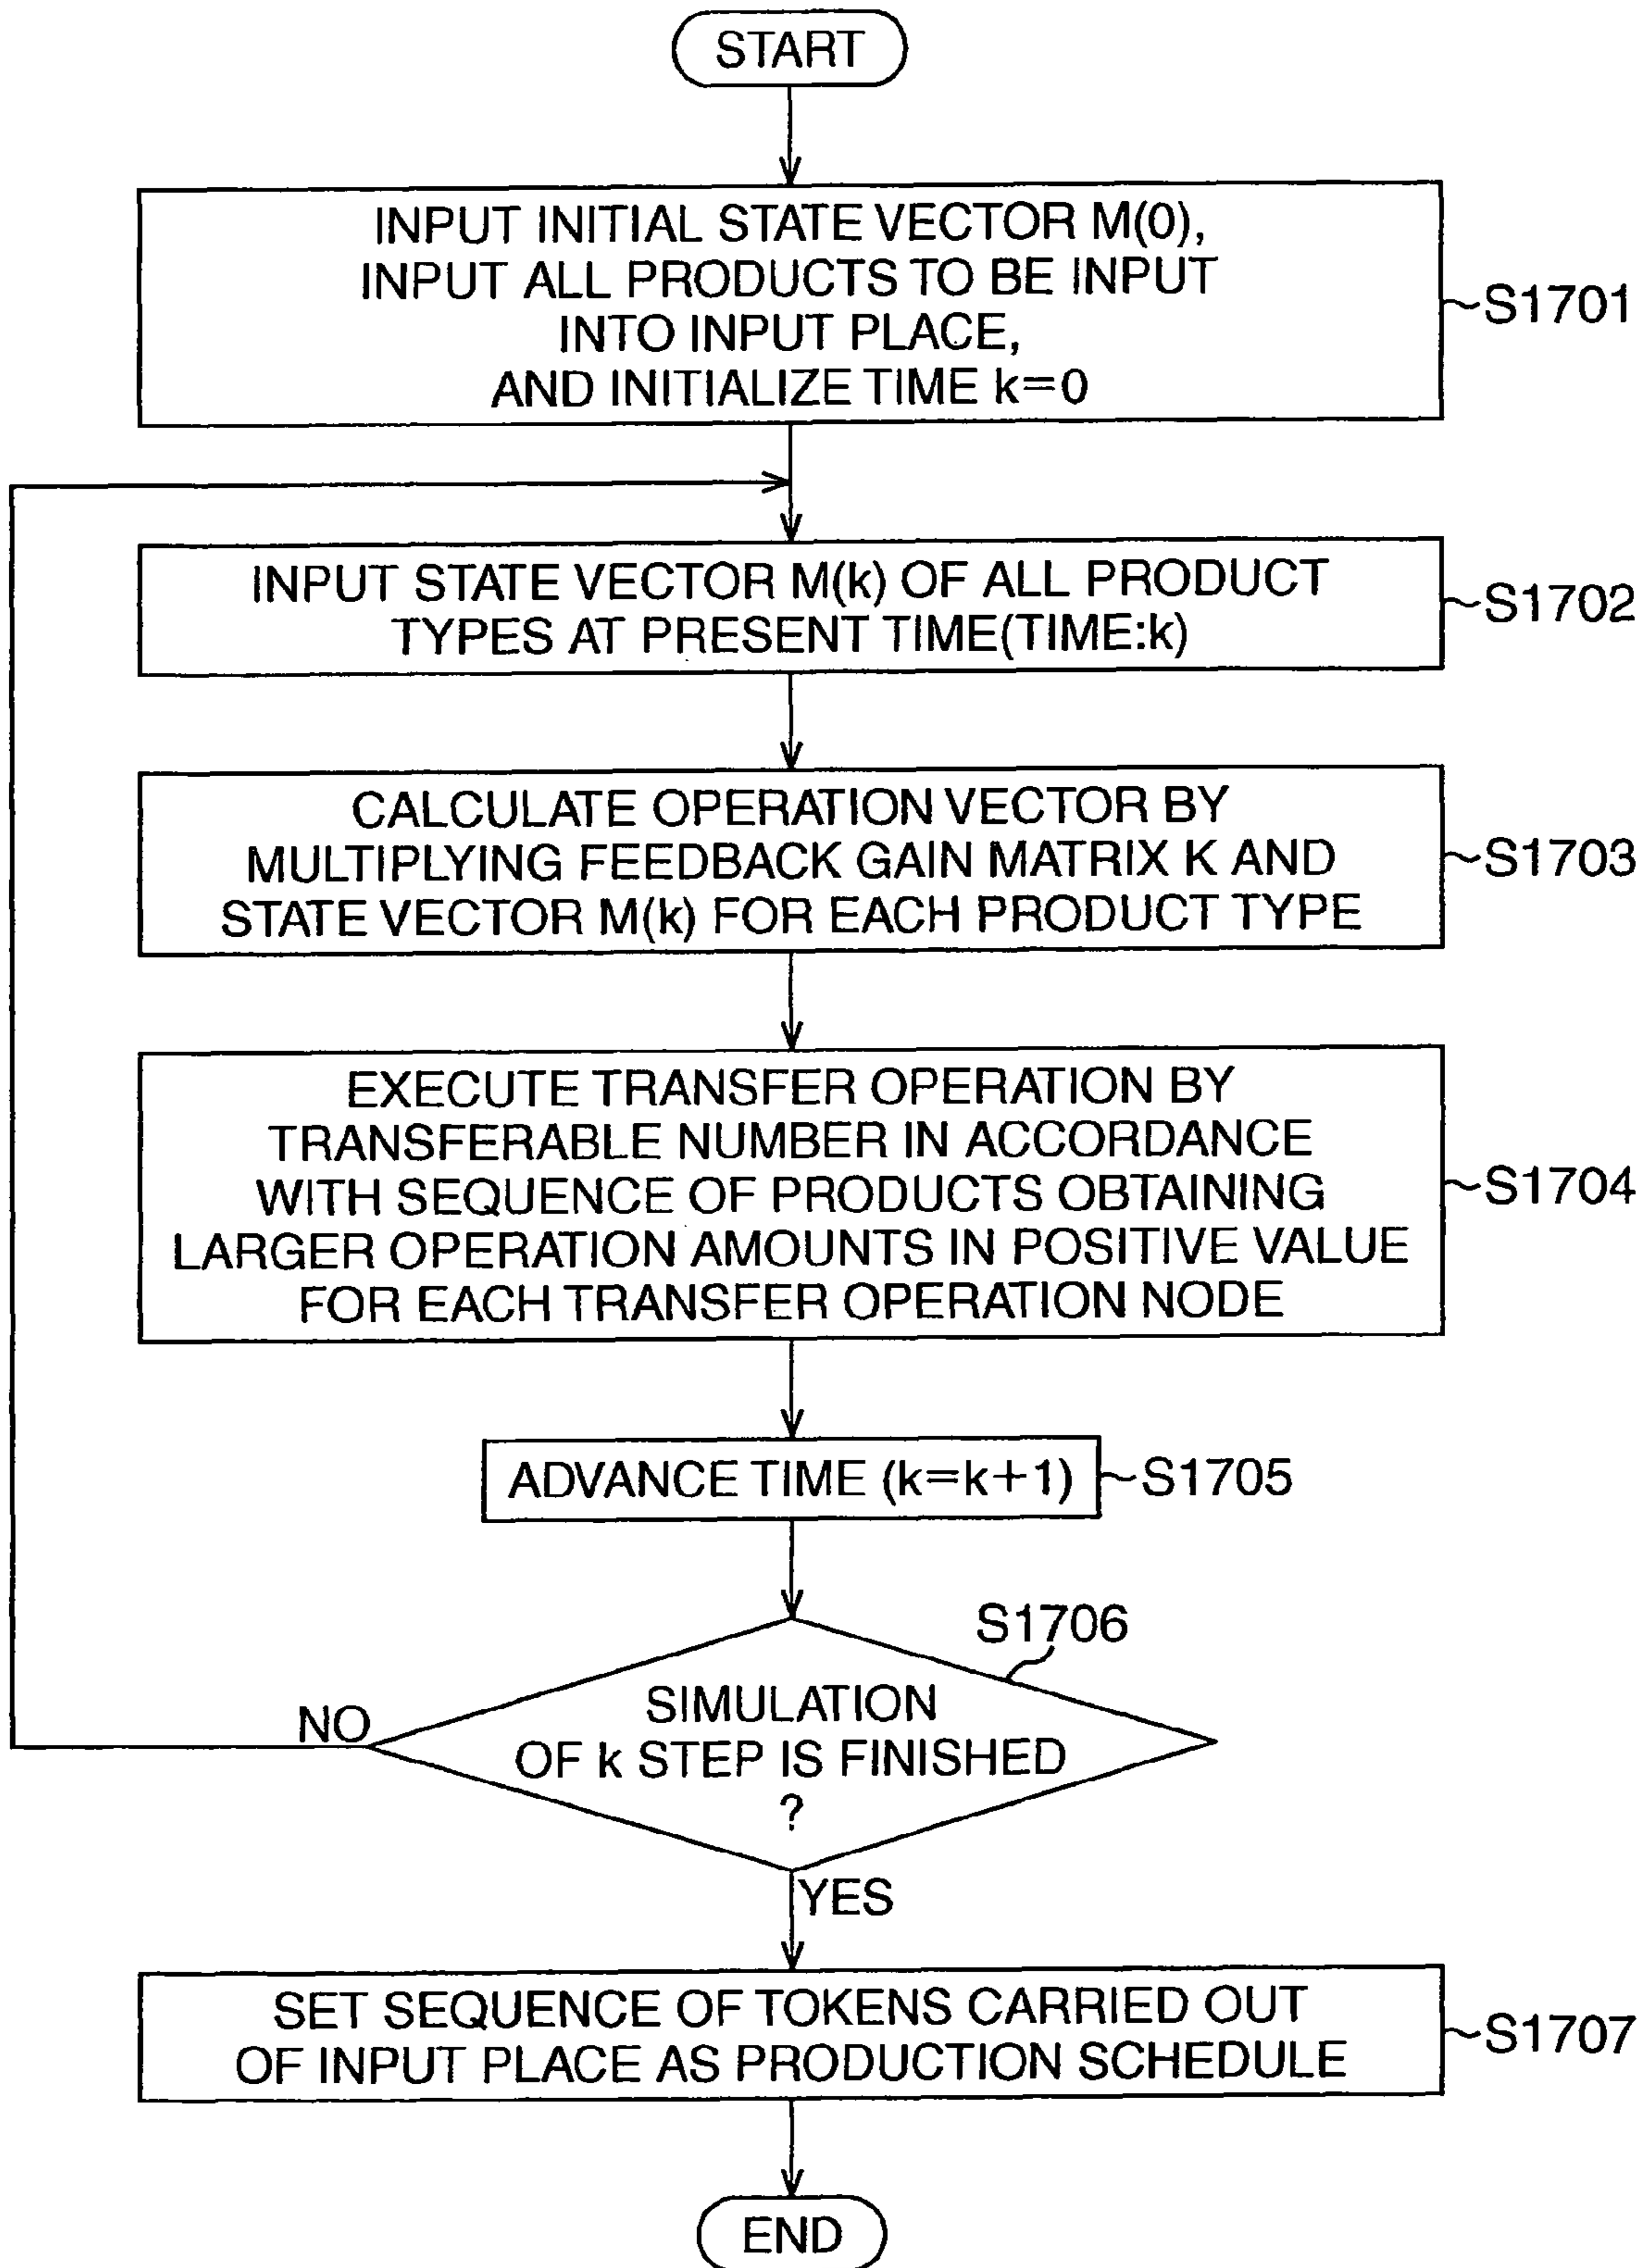 START
INPUT INITIAL STATE VECTOR M(0),
INPUT ALL PRODUCTS TO BE INPUT
INTO INPUT PLACE,
AND INITIALIZE TIME k=0
S1701
INPUT STATE VECTOR M(k) OF ALL PRODUCT
TYPES AT PRESENT TIME(TIME:k)
S1702
CALCULATE OPERATION VECTOR BY
MULTIPLYING FEEDBACK GAIN MATRIX K AND
STATE VECTOR M(k) FOR EACH PRODUCT TYPE
S1703
EXECUTE TRANSFER OPERATION BY
TRANSFERABLE NUMBER IN ACCORDANCE
WITH SEQUENCE OF PRODUCTS OBTAINING
LARGER OPERATION AMOUNTS IN POSITIVE VALUE
FOR EACH TRANSFER OPERATION NODE
S1704
ADVANCE TIME (k=k+1)
S1705
S1706
SIMULATION
OF k STEP IS FINISHED
?
NO
YES
SET SEQUENCE OF TOKENS CARRIED OUT
OF INPUT PLACE AS PRODUCTION SCHEDULE
S1707
END